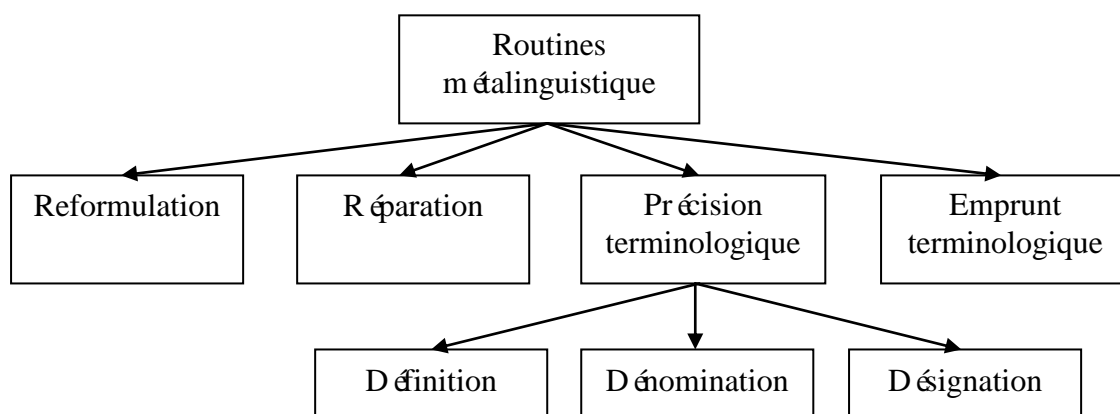 Routines
métalinguistique
Reformulation
Réparation
Précision
terminologique
Emprunt
terminologique
Définition
Dénomination
Désignation